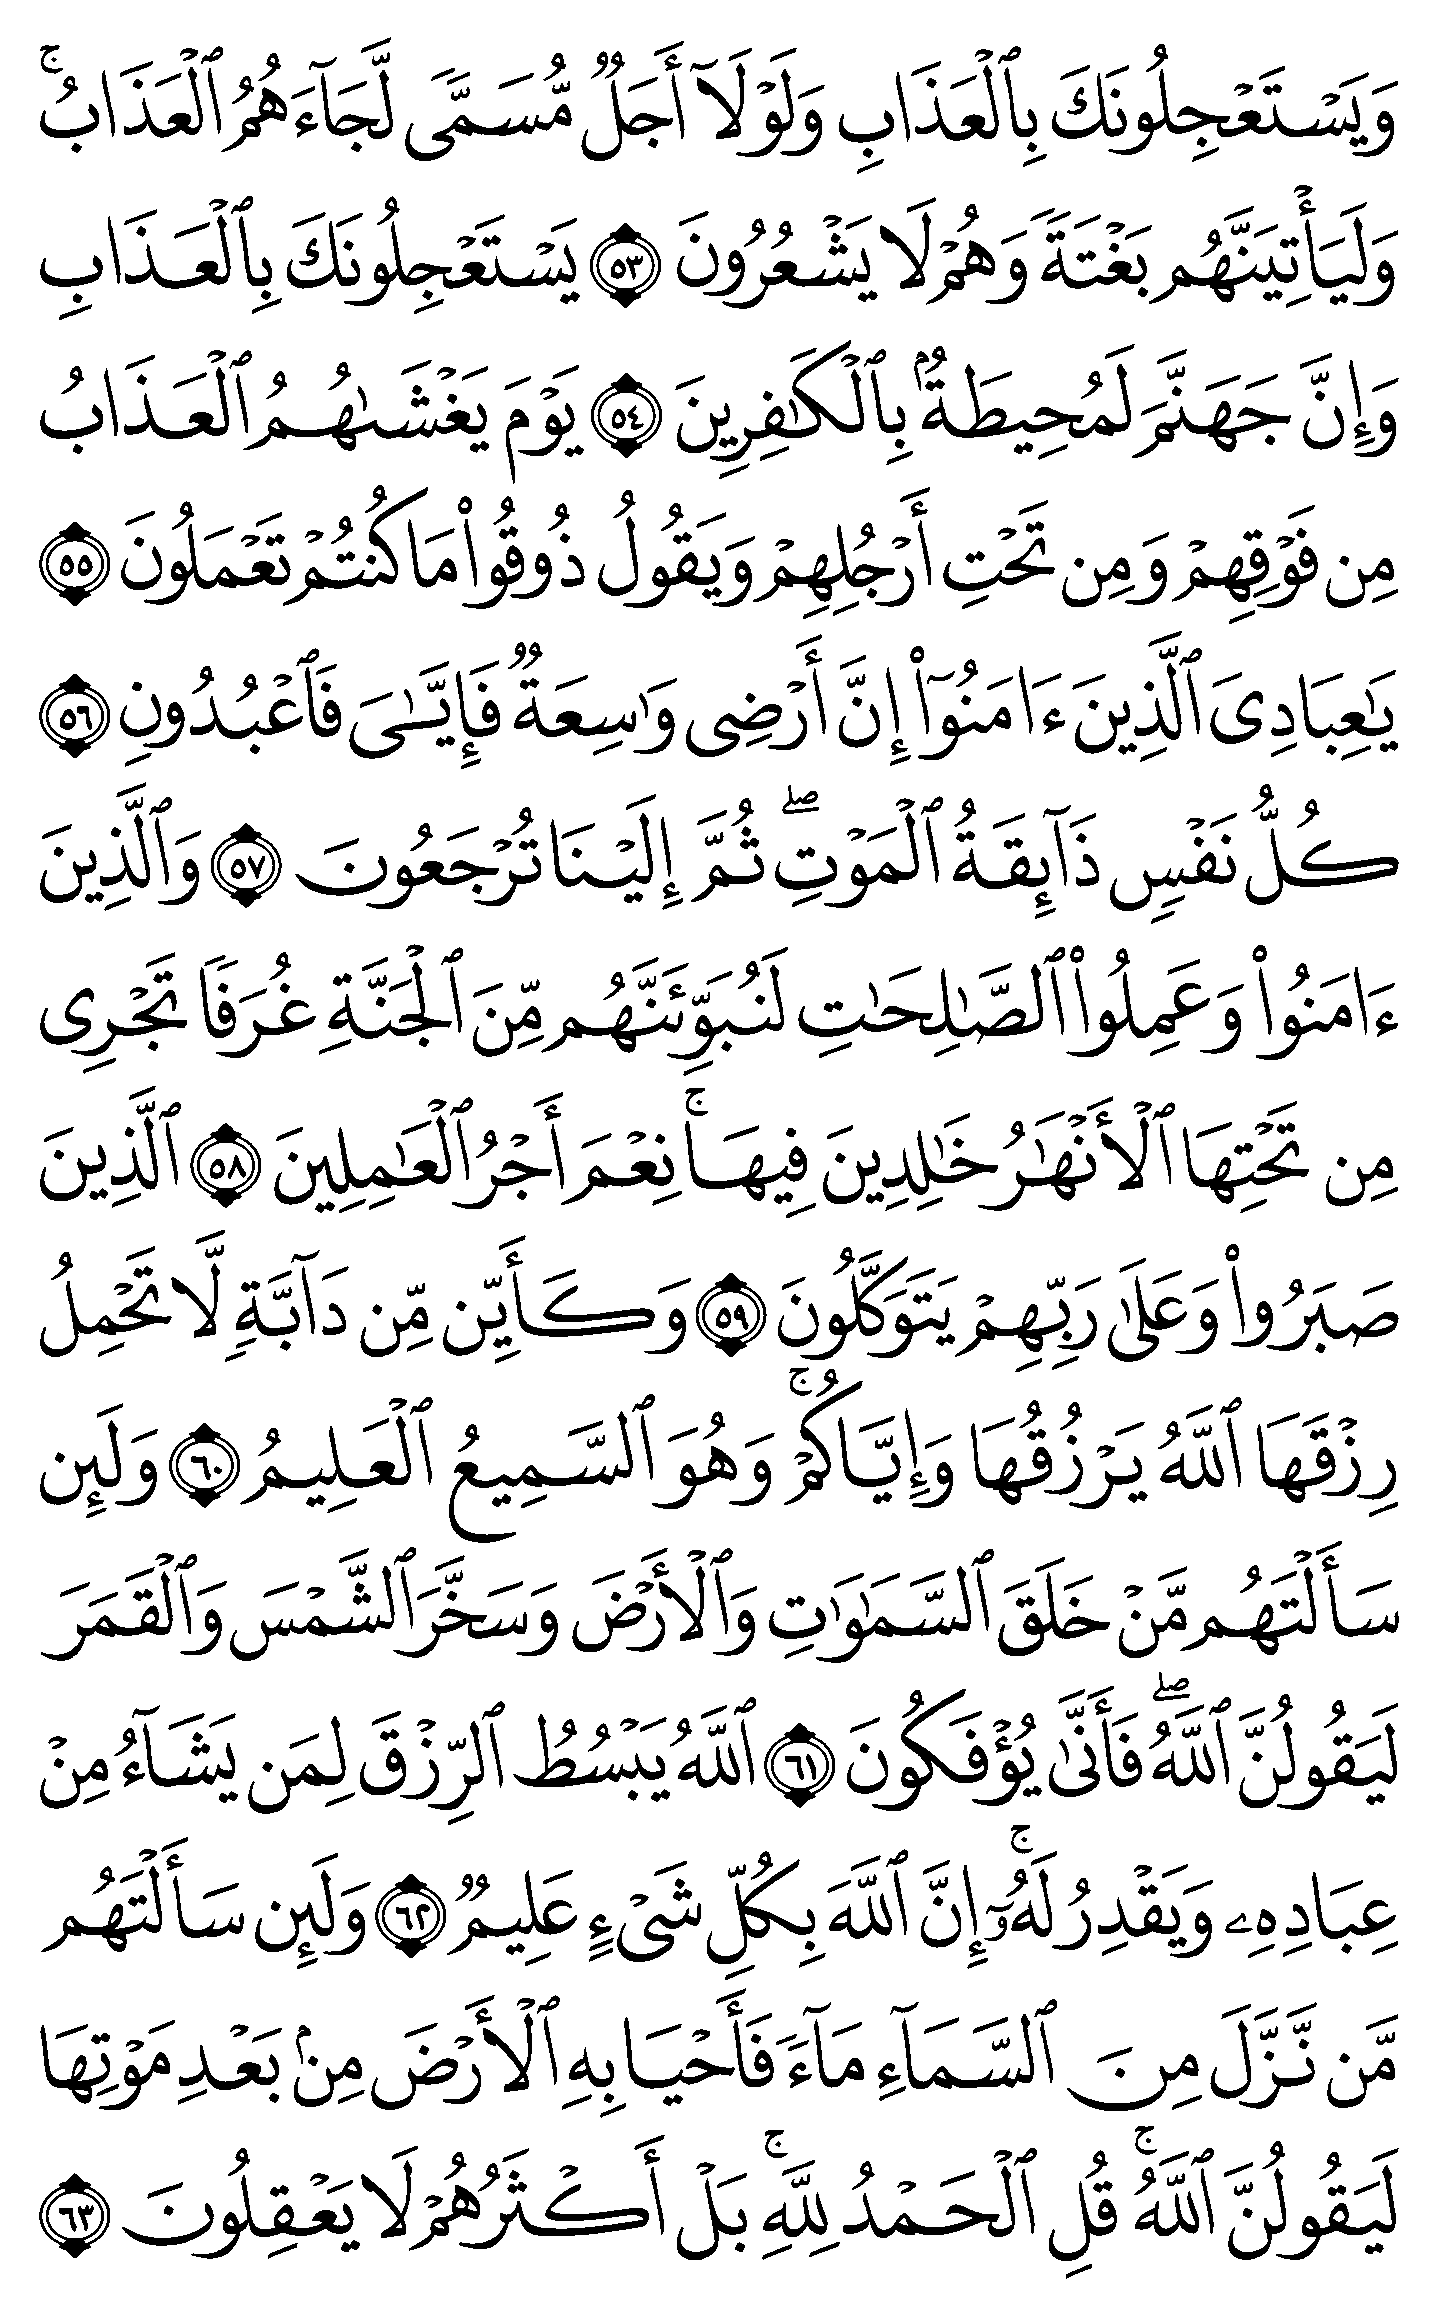 وَيَسْتَعْجِلُونَكَ بِٱلْعَذَابِ وَلَوْلَآ أَجَلٌ مُّسَمًّى لَّجَآءَهُمُ ٱلْعَذَابُۚ
وَلَيَأْتِيَنَّهُم بَغْتَةً وَهُمْ لَا يَشْعُرُونَ ٥٣ يَسْتَعْجِلُونَكَ بِٱلْعَذَابِ
وَإِنَّ جَهَنَّمَ لَمُحِيطَةٌۢ بِٱلْكَٰفِرِينَ ٥٤ يَوْمَ يَغْشَىٰهُمُ ٱلْعَذَابُ
مِن فَوْقِهِمْ وَمِن تَحْتِ أَرْجُلِهِمْ وَيَقُولُ ذُوقُوا۟ مَا كُنتُمْ تَعْمَلُونَ ٥٥
يَٰعِبَادِىَ ٱلَّذِينَ ءَامَنُوٓا۟ إِنَّ أَرْضِى وَٰسِعَةٌ فَإِيَّٰىَ فَٱعْبُدُونِ ٥٦
كُلُّ نَفْسٍ ذَآئِقَةُ ٱلْمَوْتِۖ ثُمَّ إِلَيْنَا تُرْجَعُونَ ٥٧ وَٱلَّذِينَ
ءَامَنُوا۟ وَعَمِلُوا۟ ٱلصَّٰلِحَٰتِ لَنُبَوِّئَنَّهُم مِّنَ ٱلْجَنَّةِ غُرَفًا تَجْرِى
مِن تَحْتِهَا ٱلْأَنْهَٰرُ خَٰلِدِينَ فِيهَاۚ نِعْمَ أَجْرُ ٱلْعَٰمِلِينَ ٥٨ ٱلَّذِينَ
صَبَرُوا۟ وَعَلَىٰ رَبِّهِمْ يَتَوَكَّلُونَ ٥٩ وَكَأَيِّن مِّن دَآبَّةٍ لَّا تَحْمِلُ
رِزْقَهَا ٱللَّهُ يَرْزُقُهَا وَإِيَّاكُمْۚ وَهُوَ ٱلسَّمِيعُ ٱلْعَلِيمُ ٦٠ وَلَئِن
سَأَلْتَهُم مَّنْ خَلَقَ ٱلسَّمَٰوَٰتِ وَٱلْأَرْضَ وَسَخَّرَ ٱلشَّمْسَ وَٱلْقَمَرَ
لَيَقُولُنَّ ٱللَّهُۖ فَأَنَّىٰ يُؤْفَكُونَ ٦١ ٱللَّهُ يَبْسُطُ ٱلرِّزْقَ لِمَن يَشَآءُ مِنْ
عِبَادِهِۦ وَيَقْدِرُ لَهُۥٓۚ إِنَّ ٱللَّهَ بِكُلِّ شَىْءٍ عَلِيمٌ ٦٢ وَلَئِن سَأَلْتَهُم
مَّن نَّزَّلَ مِنَ ٱلسَّمَآءِ مَآءً فَأَحْيَا بِهِ ٱلْأَرْضَ مِنۢ بَعْدِ مَوْتِهَا
لَيَقُولُنَّ ٱللَّهُۚ قُلِ ٱلْحَمْدُ لِلَّهِۚ بَلْ أَكْثَرُهُمْ لَا يَعْقِلُونَ ٦٣